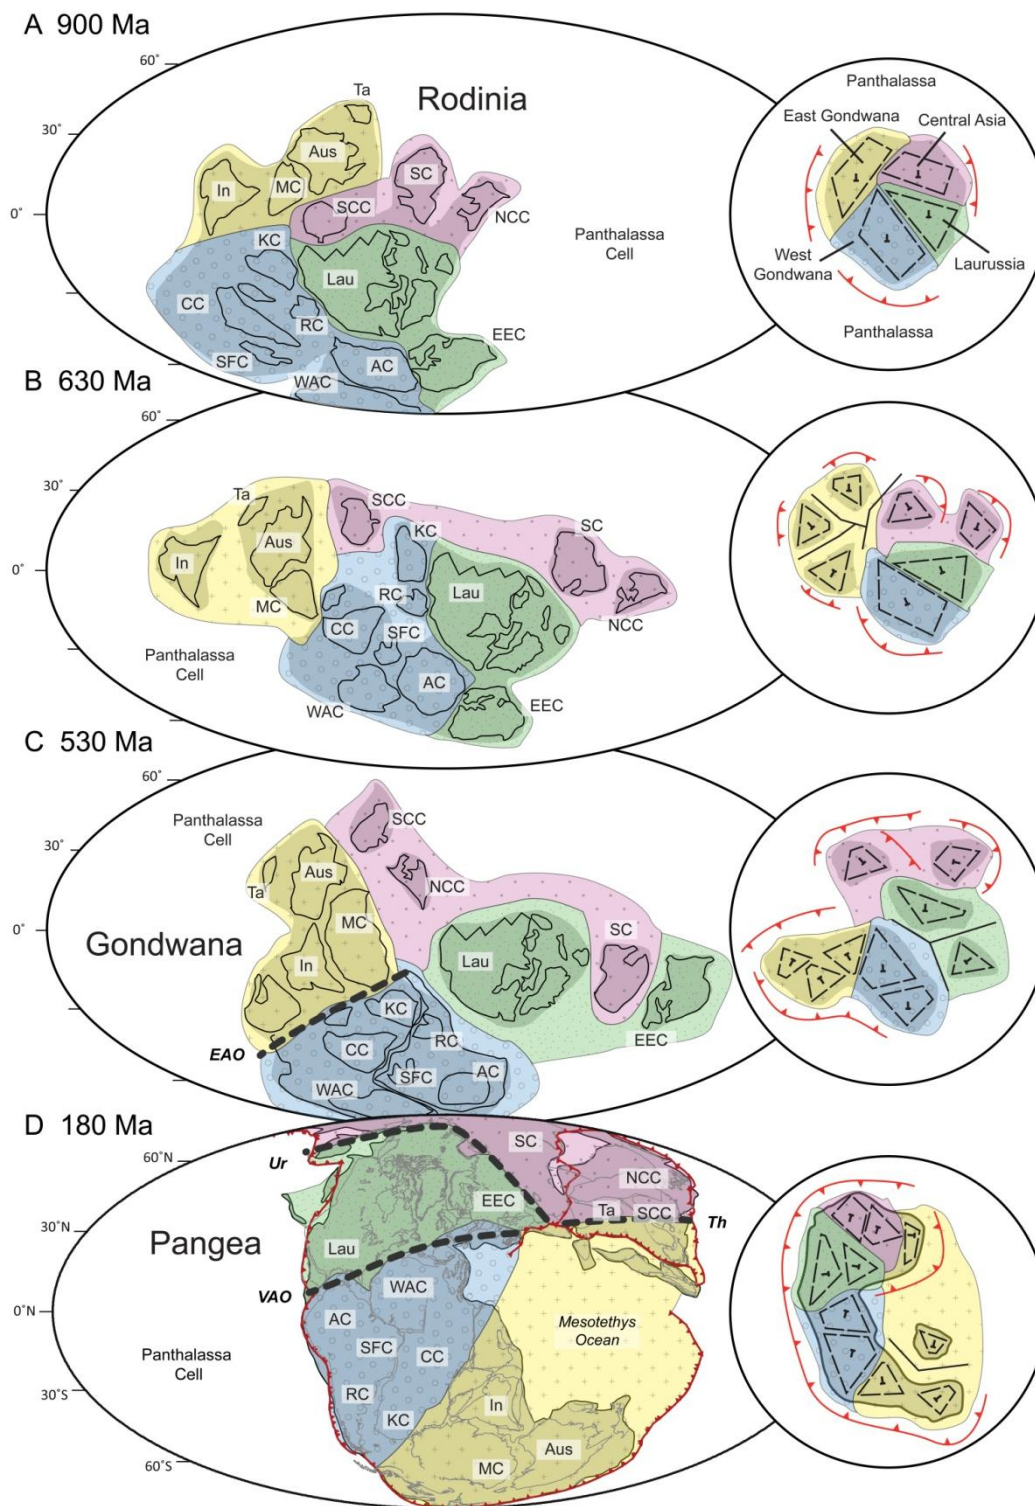 A 900 Ma
60°
30°
0°
Rodinia
Ta
Aus
In
MC
SC
SCC
NCC
KC
Lau
CC
RC
SFC
WAC
AC
EEC
Panthalassa
Cell
Panthalassa
East Gondwana
Central Asia
West
Gondwana
Laurussia
Panthalassa
B 630 Ma
60°
30°
0°
Ta
SCC
KC
SC
Aus
In
Lau
MC
RC
NCC
CC
SFC
AC
WAC
EEC
Panthalassa
Cell
C 530 Ma
60°
30°
0°
Panthalassa
Cell
SCC
Aus
Ta
NCC
MC
Gondwana
In
Lau
SC
KC
EAO
CC
RC
EEC
WAC
SFC
AC
D 180 Ma
60°N
30°N
0°N
30°S
60°S
Ur
SC
NCC
EEC
Ta
SCC
Th
Pangea
Lau
VAO
WAC
AC
Mesotethys
Ocean
SFC
CC
Panthalassa
Cell
RC
In
KC
Aus
MC